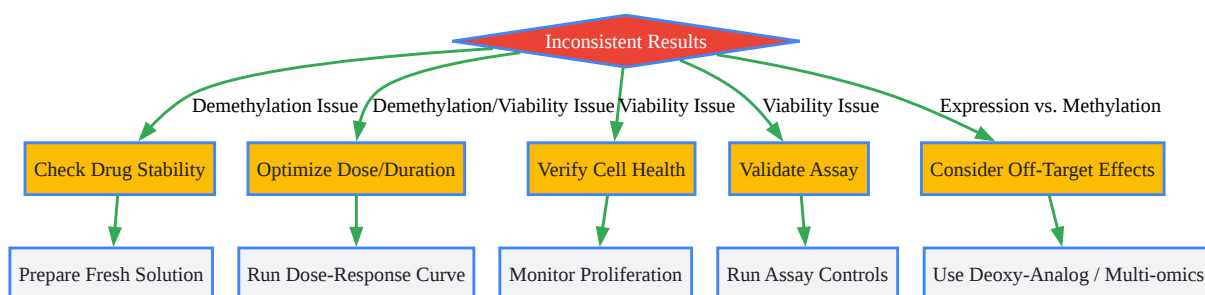 Inconsistent Results
Demethylation Issue
Demethylation/Viability Issue
Viability Issue
Viability Issue
Expression vs. Methylation
Check Drug Stability
Optimize Dose/Duration
Verify Cell Health
Validate Assay
Consider Off-Target Effects
Prepare Fresh Solution
Run Dose-Response Curve
Monitor Proliferation
Run Assay Controls
Use Deoxy-Analog / Multi-omics